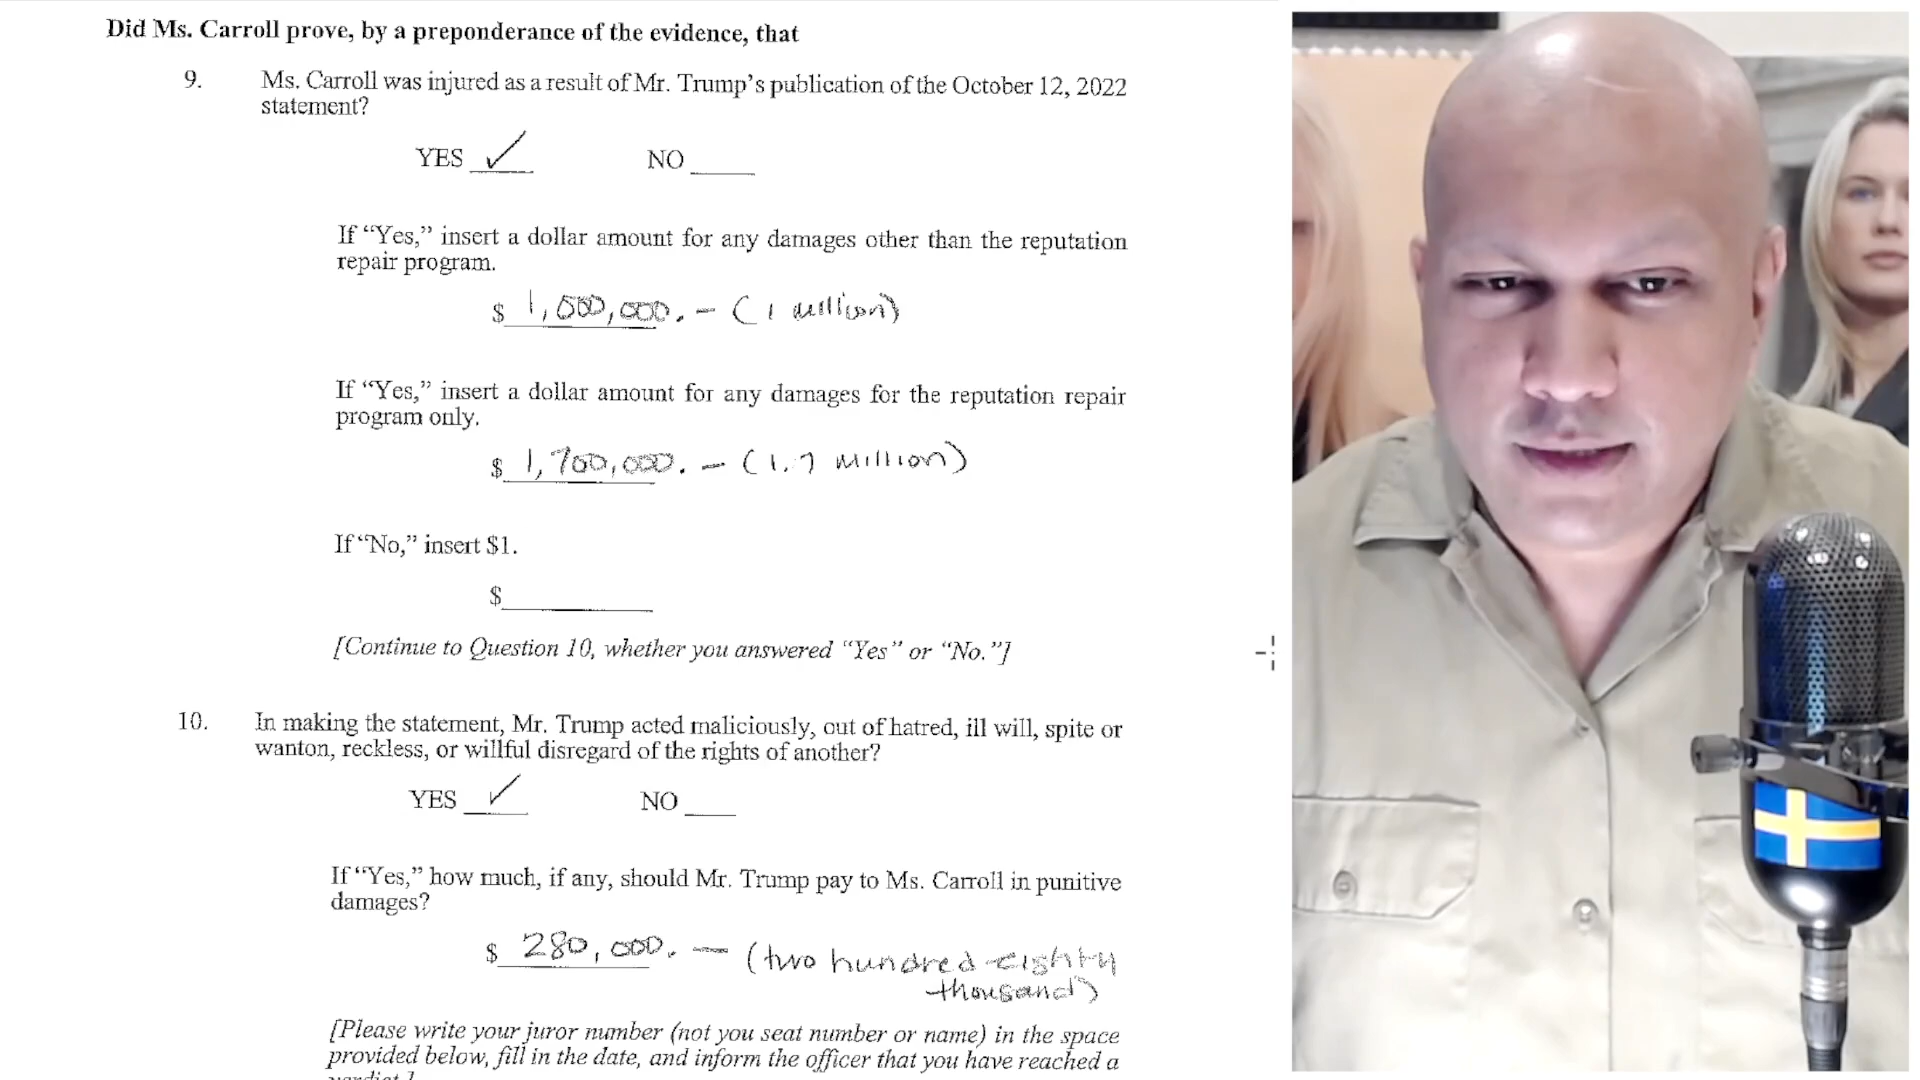 Did Ms. Carroll prove, by a preponderance of the evidence, that
9. Ms. Carroll was injured as a result of Mr. Trump's publication of the October 12, 2022
statement?
YES ✓ NO ____
If "Yes," insert a dollar amount for any damages other than the reputation
repair program.
$ 1,000,000. – (1 million)
If "Yes," insert a dollar amount for any damages for the reputation repair
program only.
$ 1,700,000. – (1.7 million)
If "No," insert $1.
$ ____
[Continue to Question 10, whether you answered "Yes" or "No."]
10. In making the statement, Mr. Trump acted maliciously, out of hatred, ill will, spite or
wanton, reckless, or willful disregard of the rights of another?
YES ✓ NO ____
If "Yes," how much, if any, should Mr. Trump pay to Ms. Carroll in punitive
damages?
$ 280,000. — (two hundred eighty
thousand)
[Please write your juror number (not you seat number or name) in the space
provided below, fill in the date, and inform the officer that you have reached a